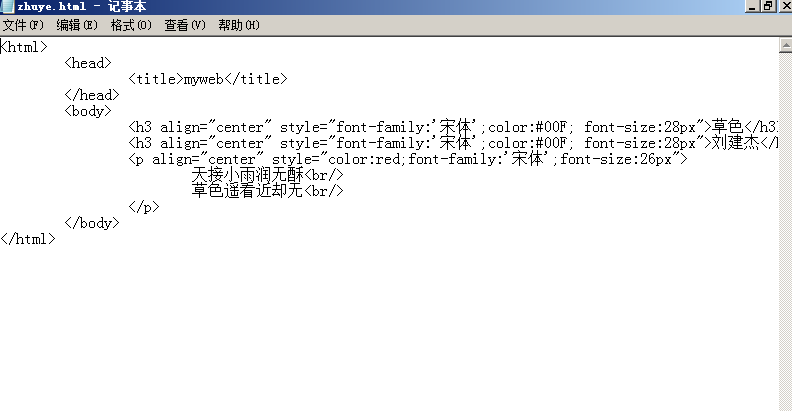 zhuye.html - 记事本
文件(F) 编辑(E) 格式(O) 查看(V) 帮助(H)
<html>
<head>
<title>myweb</title>
</head>
<body>
<h3 align="center" style="font-family:'宋体';color:#00F; font-size:28px">草色</h3
<h3 align="center" style="font-family:'宋体';color:#00F; font-size:28px">刘建杰</
<p align="center" style="color:red;font-family:'宋体';font-size:26px">
天接小雨润无酥<br/>
草色遥看近却无<br/>
</p>
</body>
</html>